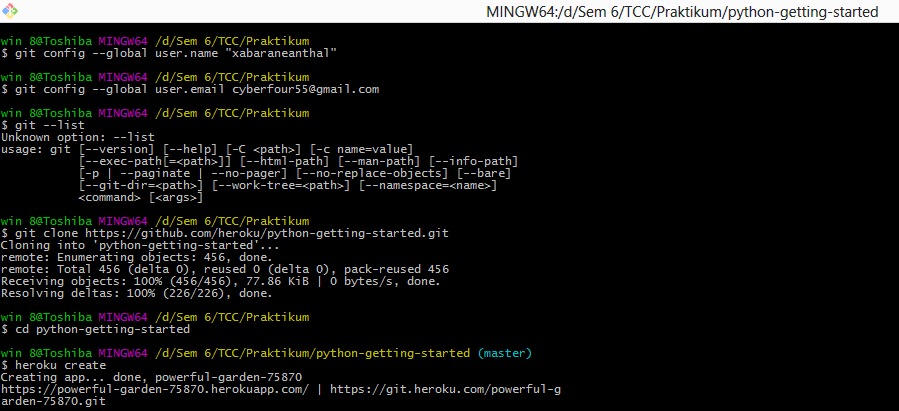 MINGW64:/d/Sem 6/TCC/Praktikum/python-getting-started
win 8@Toshiba MINGW64 /d/Sem 6/TCC/Praktikum
$ git config --global user.name "xabaraneanthal"
win 8@Toshiba MINGW64 /d/Sem 6/TCC/Praktikum
$ git config --global user.email cyberfour55@gmail.com
win 8@Toshiba MINGW64 /d/Sem 6/TCC/Praktikum
$ git --list
Unknown option: --list
usage: git [--version] [--help] [-C <path>] [-c name=value]
[--exec-path[=<path>]] [--html-path] [--man-path] [--info-path]
[-p | --paginate | --no-pager] [--no-replace-objects] [--bare]
[--git-dir=<path>] [--work-tree=<path>] [--namespace=<name>]
<command> [<args>]
win 8@Toshiba MINGW64 /d/Sem 6/TCC/Praktikum
$ git clone https://github.com/heroku/python-getting-started.git
Cloning into 'python-getting-started'...
remote: Enumerating objects: 456, done.
remote: Total 456 (delta 0), reused 0 (delta 0), pack-reused 456
Receiving objects: 100% (456/456), 77.86 KiB | 0 bytes/s, done.
Resolving deltas: 100% (226/226), done.
win 8@Toshiba MINGW64 /d/Sem 6/TCC/Praktikum
$ cd python-getting-started
win 8@Toshiba MINGW64 /d/Sem 6/TCC/Praktikum/python-getting-started (master)
$ heroku create
Creating app... done, powerful-garden-75870
https://powerful-garden-75870.herokuapp.com/ | https://git.heroku.com/powerful-g
arden-75870.git